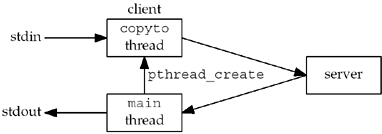 client
stdin
copyto
thread
pthread_create
server
stdout
main
thread